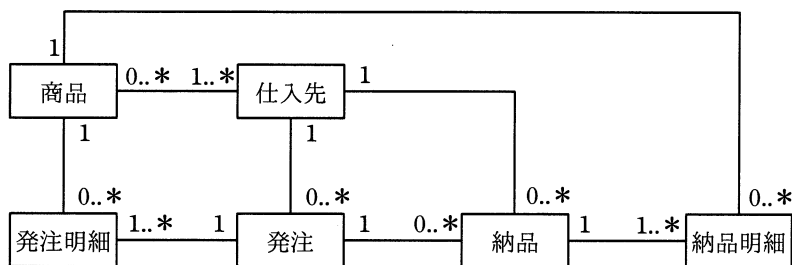 1
商品 0..* 1..* 仕入先 1
1 1
0..* 0..* 0..* 0..*
発注明細 1..* 1 発注 1 0..* 納品 1 1..* 納品明細